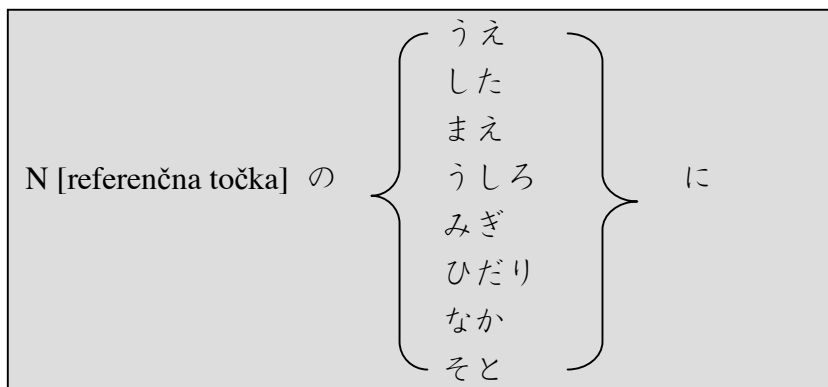 うえ
した
まえ
N [referenčna točka] の うしろ に
みぎ
ひだり
なか
そと